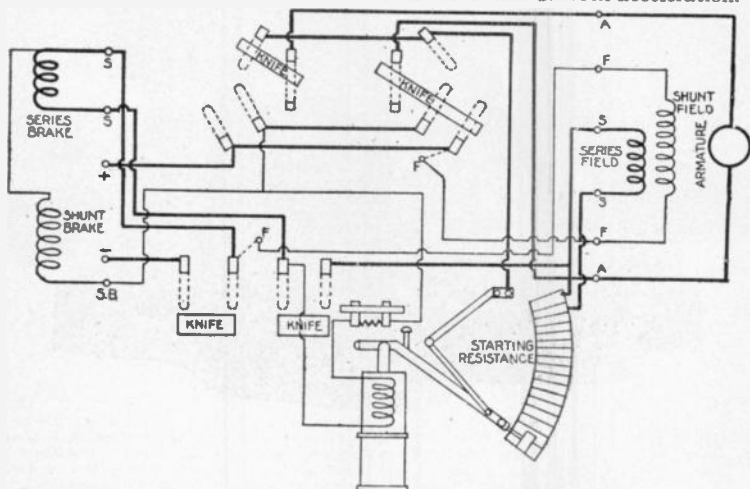 KNIFE
KNIFE
S
S
SERIES
BRAKE
+
SHUNT
BRAKE
-
S.B.
F
F
KNIFE
KNIFE
STARTING
RESISTANCE
A
F
SHUNT
FIELD
S
SERIES
FIELD
ARMATURE
S
F
A